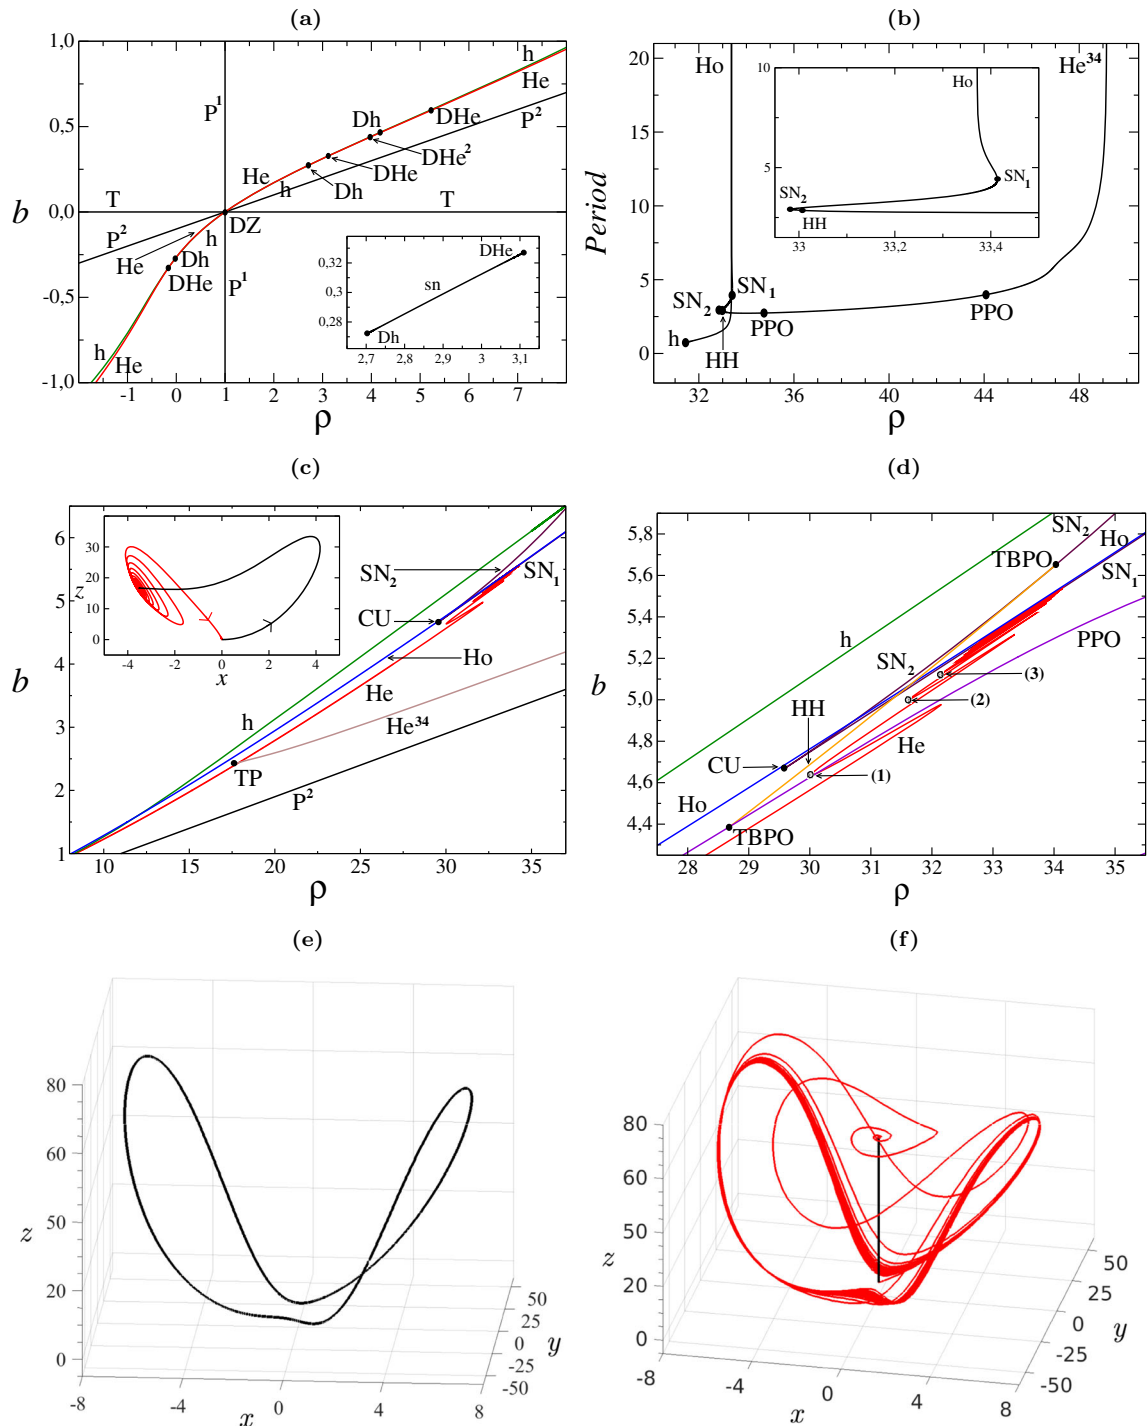 (a)
1,0
0,5
0,0
-0,5
-1,0
b
-1 0 1 2 3 4 5 6 7
ρ
P¹
h
He
Dh
DHe
P²
DHe²
DHe
Dh
He
h
T
T
DZ
P²
h
He
Dh
DHe
P¹
h
He
0,32
0,3
0,28
2,7 2,8 2,9 3 3,1
DHe
sn
Dh
(b)
20
15
10
5
0
Period
32 36 40 44 48
ρ
Ho
He³⁴
SN₁
SN₂
HH
h
PPO
PPO
10
5
33 33,2 33,4
Ho
SN₁
SN₂
HH
(c)
6
5
4
3
2
1
b
10 15 20 25 30 35
ρ
30
20
z
10
0
-4 -2 0 2 4
x
SN₂
SN₁
CU
Ho
He
h
He³⁴
TP
P²
(d)
5.8
5.6
5.4
5.2
5.0
4.8
4.6
4,4
b
28 29 30 31 32 33 34 35
ρ
SN₂
TBPO
Ho
SN₁
h
PPO
SN₂
(3)
HH
(2)
He
CU
(1)
Ho
TBPO
(e)
80
60
50
20
0
z
-8 -4 0 4 8
x
50
25
0
-25
-50
y
(f)
80
60
50
20
0
z
-8 -4 0 4 8
x
50
25
0
-25
-50
y